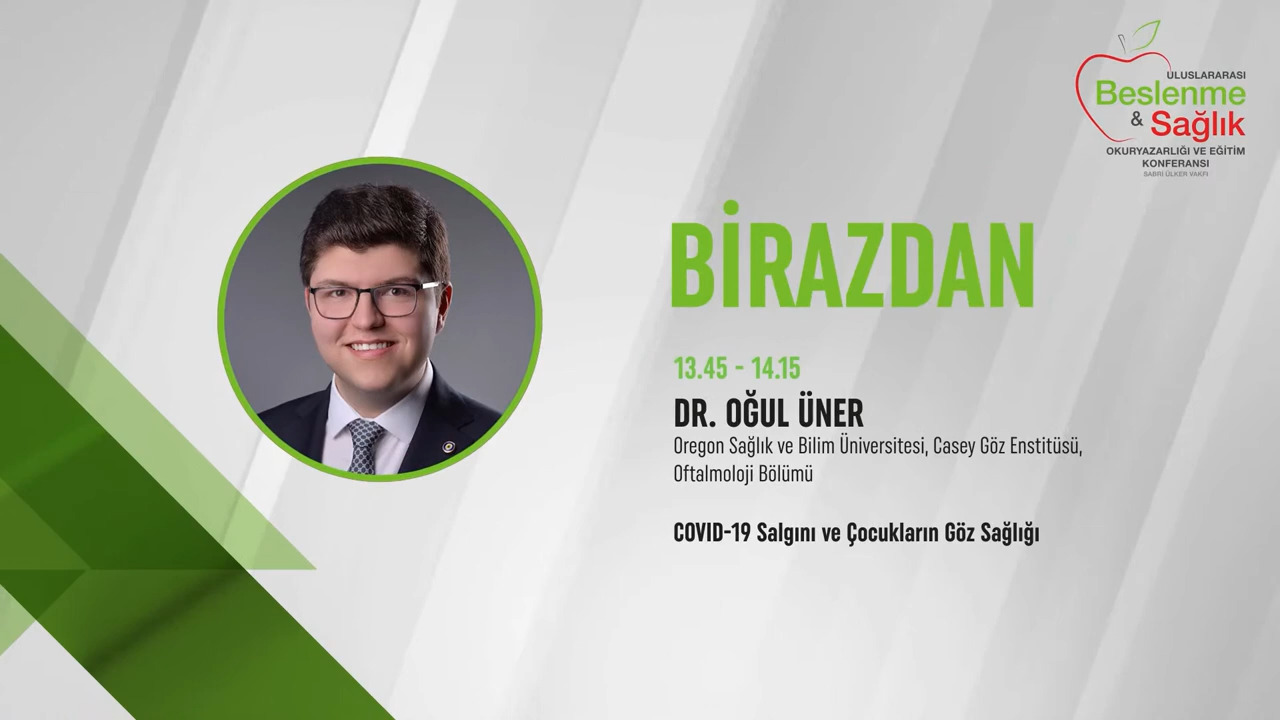 ULUSLARARASI
Beslenme
& Sağlık
OKURYAZARLIĞI VE EĞİTİM
KONFERANSI
SABRİ ÜLKER VAKFI
BİRAZDAN
13.45 - 14.15
DR. OĞUL ÜNER
Oregon Sağlık ve Bilim Üniversitesi, Casey Göz Enstitüsü,
Oftalmoloji Bölümü
COVID-19 Salgını ve Çocukların Göz Sağlığı